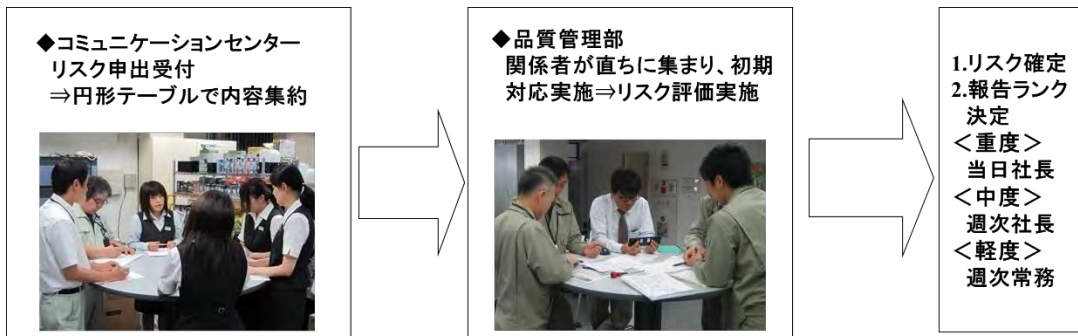 ◆コミュニケーションセンター
リスク申出受付
⇒円形テーブルで内容集約
◆品質管理部
関係者が直ちに集まり、初期
対応実施⇒リスク評価実施
1.リスク確定
2.報告ランク
決定
＜重度＞
当日社長
＜中度＞
週次社長
＜軽度＞
週次常務